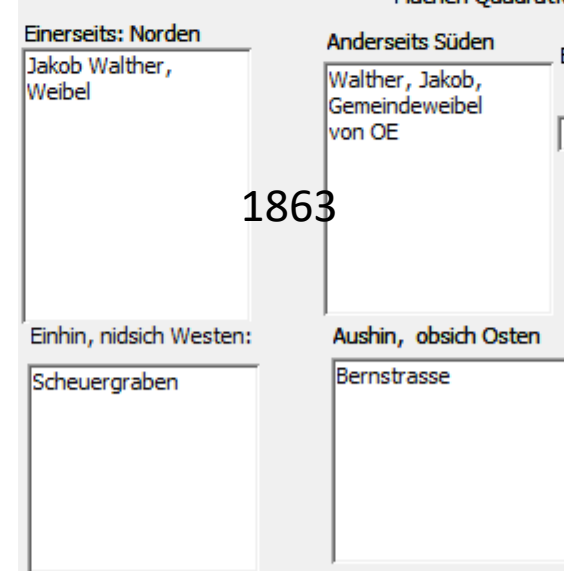 Einerseits: Norden
Anderseits Süden
Jakob Walther,
Weibel
Walther, Jakob,
Gemeindeweibel
von OE
1863
Einhin, nidsich Westen:
Aushin, obsich Osten
Scheuergraben
Bernstrasse